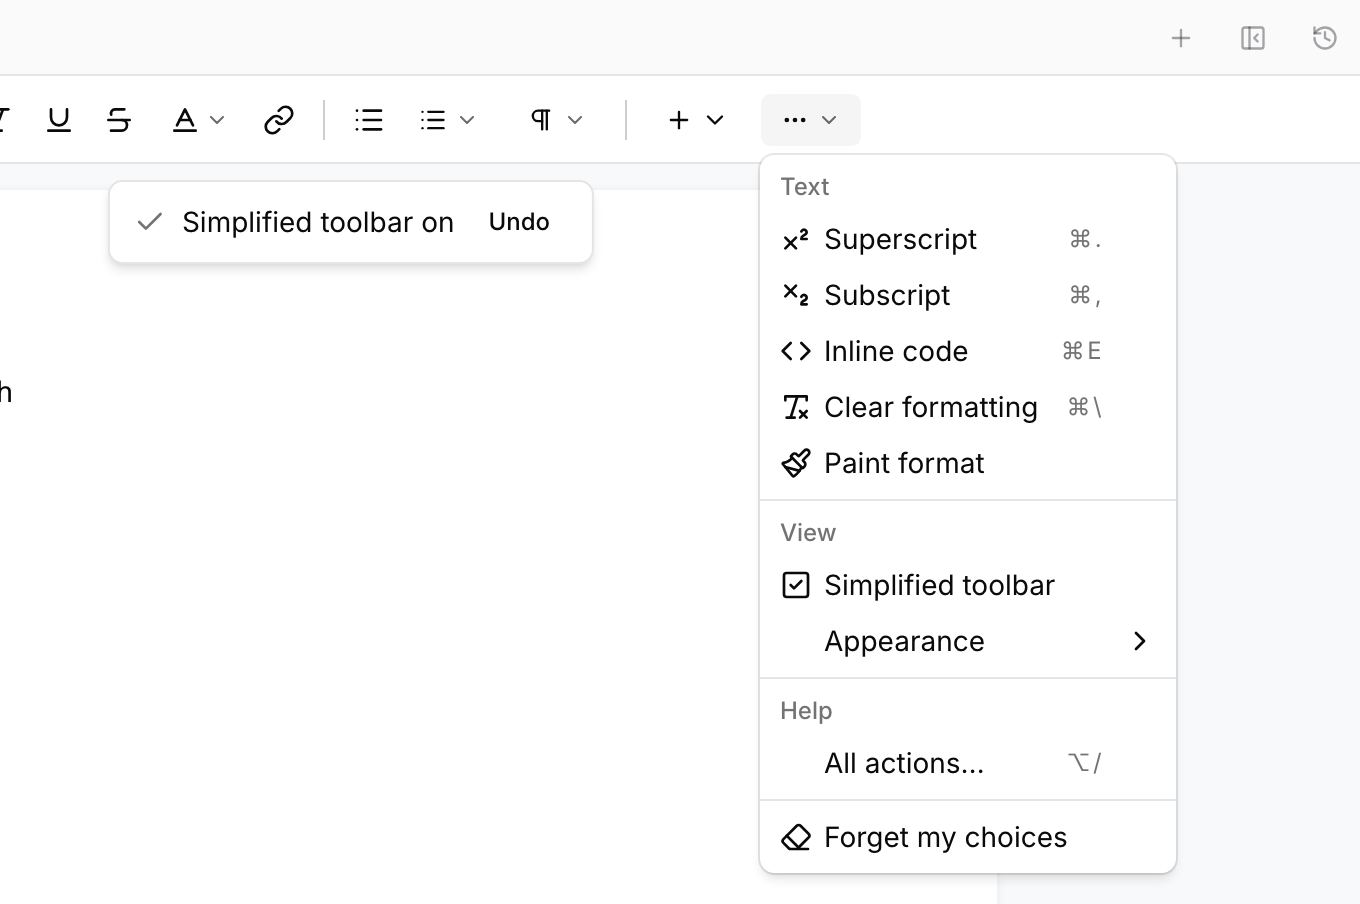 Simplified toolbar on Undo
h
Text
Superscript ⌘.
Subscript ⌘,
Inline code ⌘E
Clear formatting ⌘\
Paint format
View
Simplified toolbar
Appearance
Help
All actions... ⌥/
Forget my choices